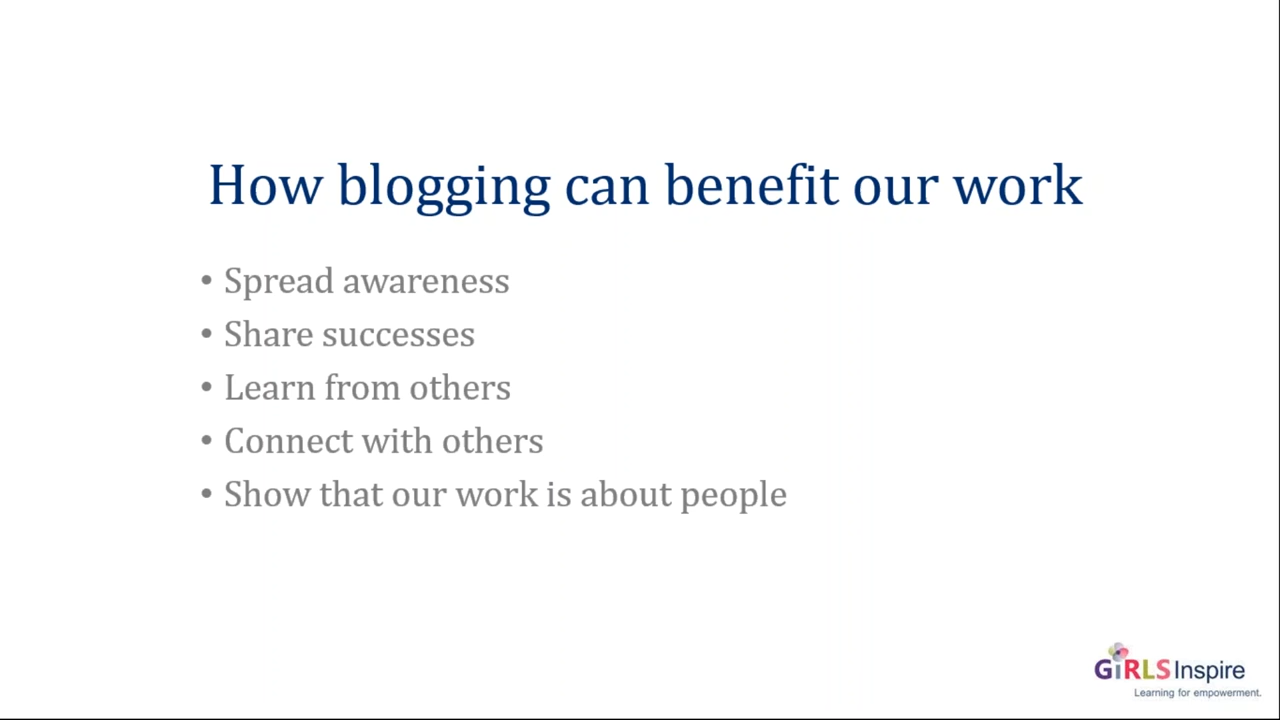 How blogging can benefit our work
• Spread awareness
• Share successes
• Learn from others
• Connect with others
• Show that our work is about people
GiRLS Inspire
Learning for empowerment.